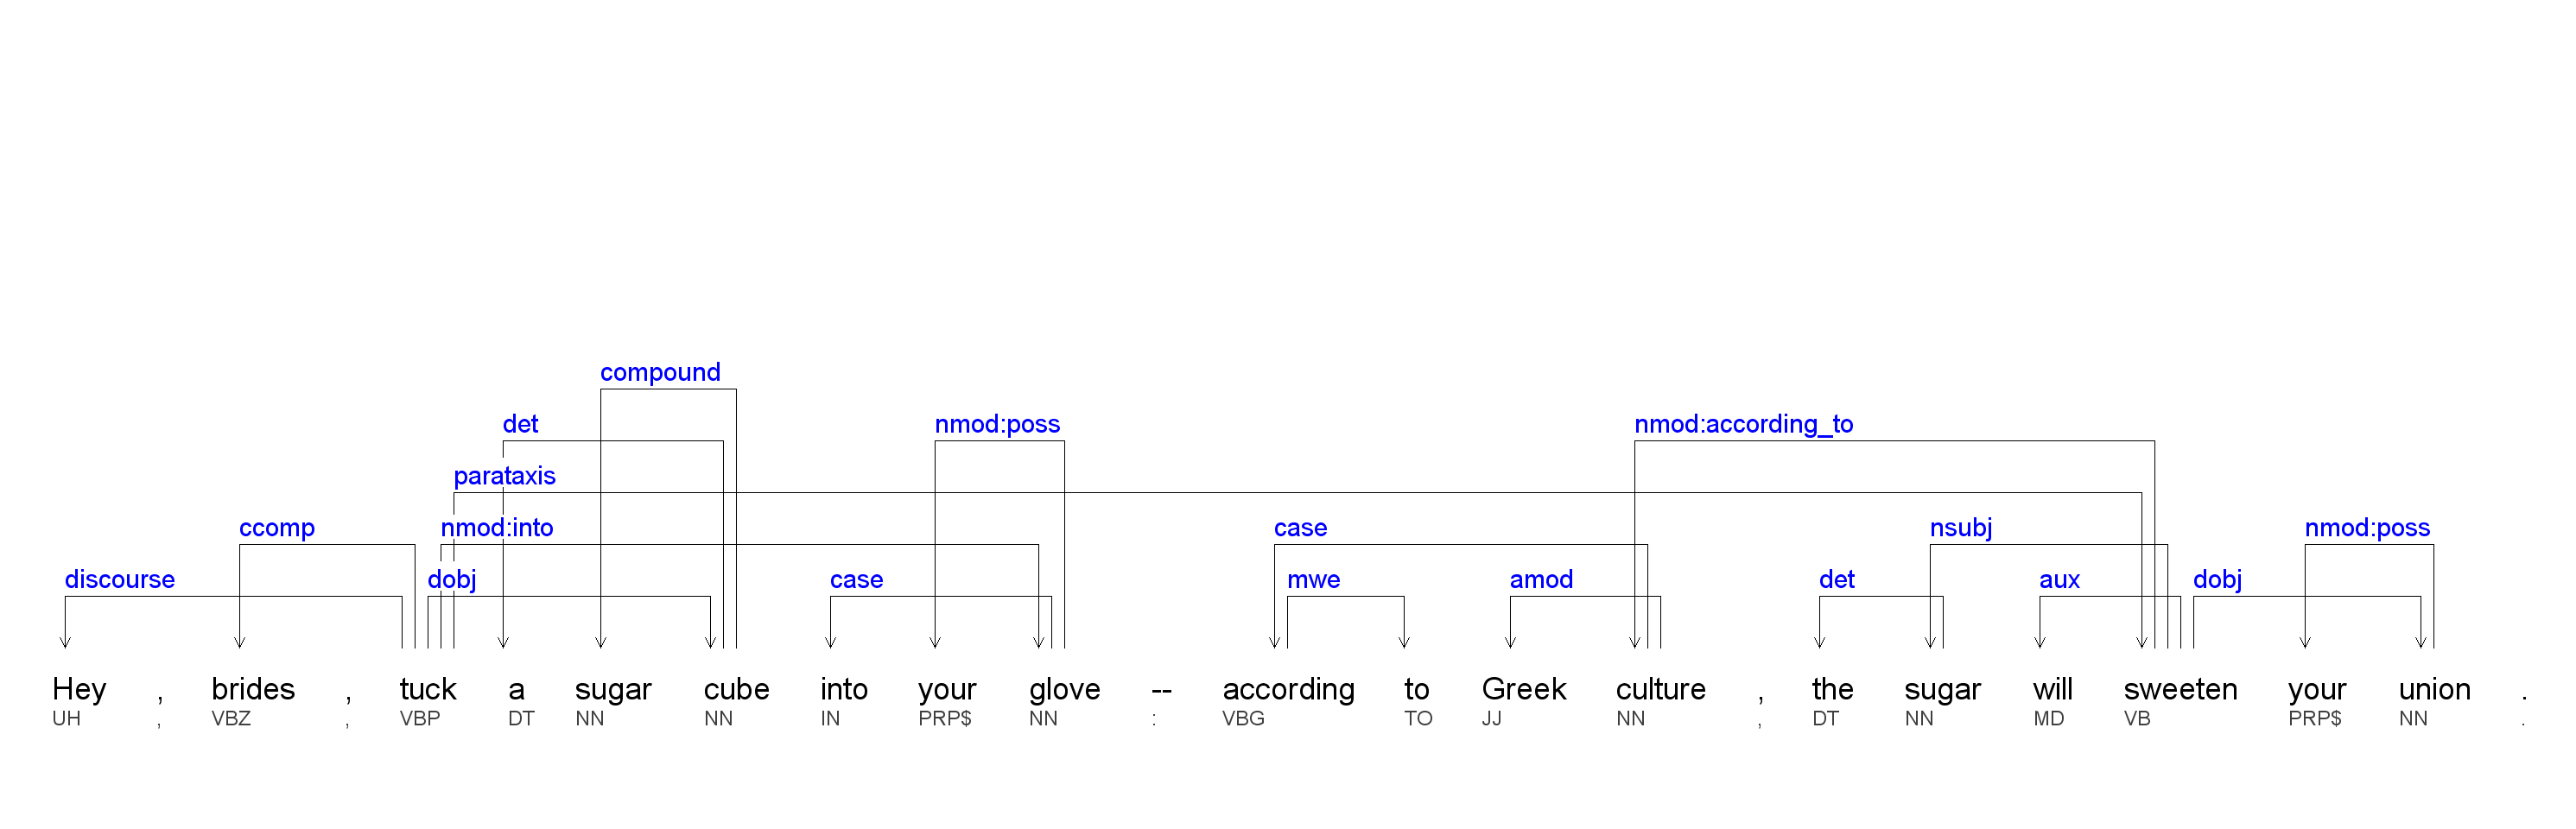 compound
det nmod:poss nmod:according_to
parataxis
ccomp nmod:into case nsubj nmod:poss
discourse dobj case mwe amod det aux dobj
Hey , brides , tuck a sugar cube into your glove -- according to Greek culture , the sugar will sweeten your union .
UH , VBZ , VBP DT NN NN IN PRP$ NN : VBG TO JJ NN , DT NN MD VB PRP$ NN .